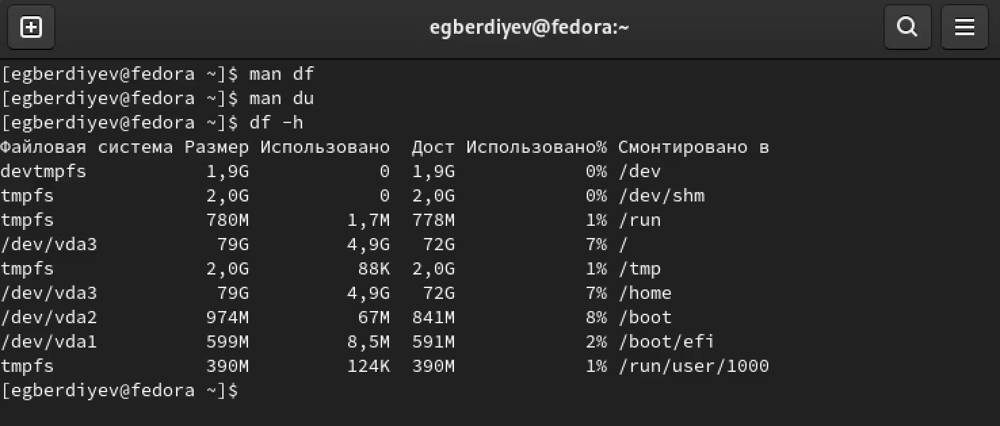 egberdiyev@fedora:~
[egberdiyev@fedora ~]$ man df
[egberdiyev@fedora ~]$ man du
[egberdiyev@fedora ~]$ df -h
Файловая система Размер Использовано  Дост Использовано% Смонтировано в
devtmpfs           1,9G            0  1,9G            0% /dev
tmpfs              2,0G            0  2,0G            0% /dev/shm
tmpfs              780M         1,7M  778M            1% /run
/dev/vda3           79G         4,9G   72G            7% /
tmpfs              2,0G          88K  2,0G            1% /tmp
/dev/vda3           79G         4,9G   72G            7% /home
/dev/vda2          974M          67M  841M            8% /boot
/dev/vda1          599M         8,5M  591M            2% /boot/efi
tmpfs              390M         124K  390M            1% /run/user/1000
[egberdiyev@fedora ~]$